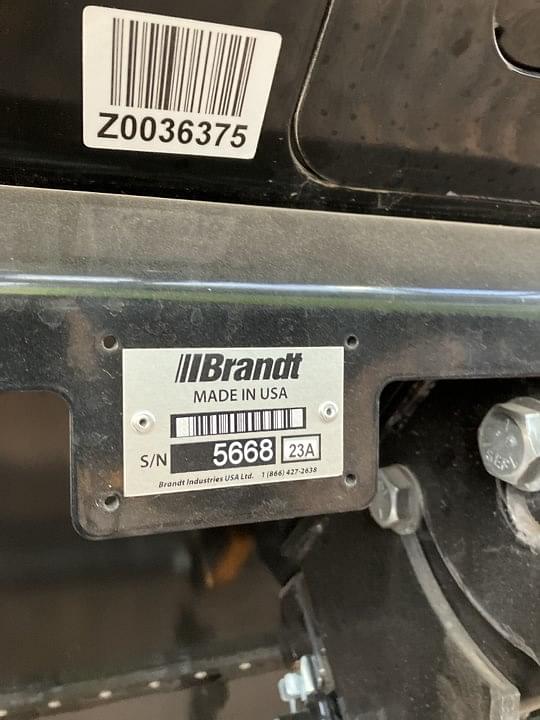 Z0036375
Brandt
MADE IN USA
S/N 5668 23A
Brandt Industries USA Ltd. 1 (866) 427-2638